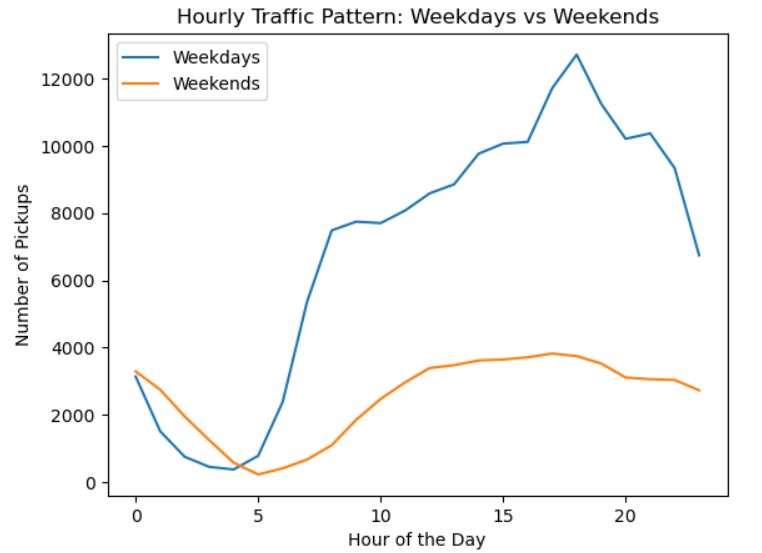 Hourly Traffic Pattern: Weekdays vs Weekends
Weekdays
Weekends
12000
10000
8000
6000
4000
2000
0
Number of Pickups
0 5 10 15 20
Hour of the Day